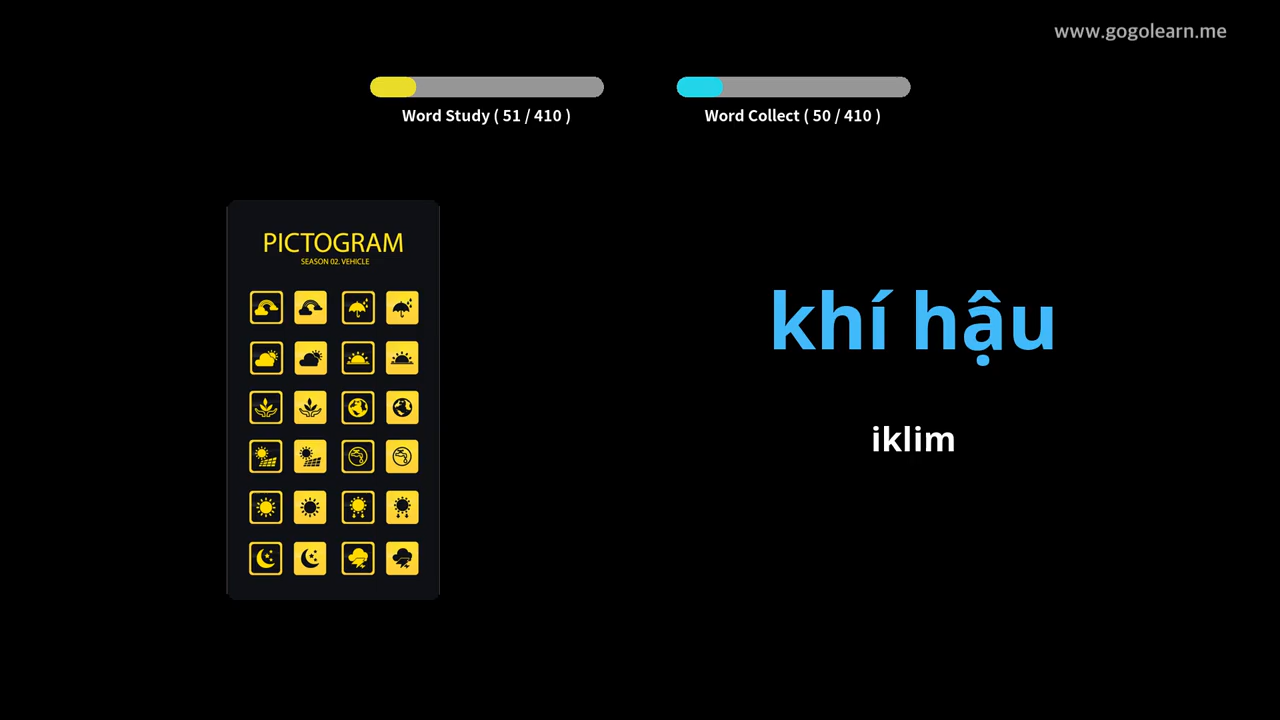 www.gogolearn.me
Word Study ( 51 / 410 )
Word Collect ( 50 / 410 )
PICTOGRAM
SEASON 02. VEHICLE
khí hậu
iklim